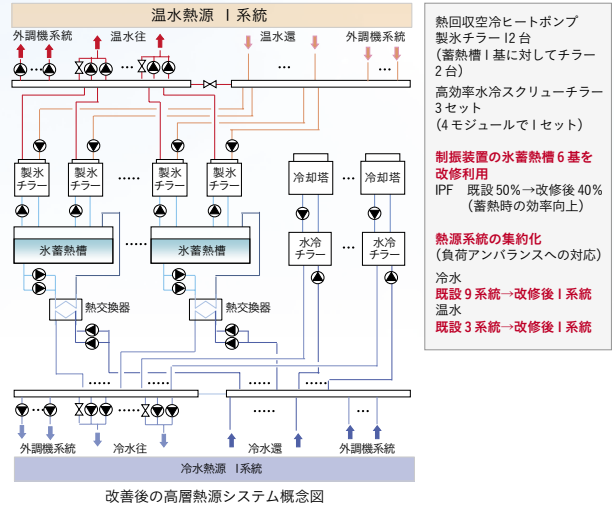 温水熱源 1系統
外調機系統
温水往
温水還
外調機系統
製氷
チラー
製氷
チラー
製氷
チラー
製氷
チラー
冷却塔
冷却塔
氷蓄熱槽
氷蓄熱槽
水冷
チラー
水冷
チラー
熱交換器
熱交換器
外調機系統
冷水往
冷水還
外調機系統
冷水熱源 1系統
改善後の高層熱源システム概念図
熱回収空冷ヒートポンプ
製氷チラー12台
(蓄熱槽1基に対してチラー
2台)
高効率水冷スクリューチラー
3セット
(4モジュールで1セット)
制振装置の氷蓄熱槽6基を
改修利用
IPF 既設50%→改修後40%
(蓄熱時の効率向上)
熱源系統の集約化
(負荷アンバランスへの対応)
冷水
既設9系統→改修後1系統
温水
既設3系統→改修後1系統